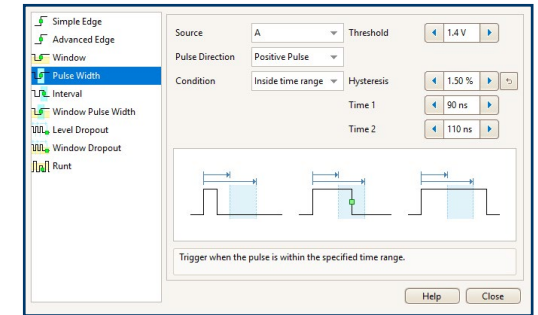 Simple Edge
Advanced Edge
Window
Pulse Width
Interval
Window Pulse Width
Level Dropout
Window Dropout
Runt
Source A Threshold 1.4 V
Pulse Direction Positive Pulse
Condition Inside time range Hysteresis 1.50 %
Time 1 90 ns
Time 2 110 ns
Trigger when the pulse is within the specified time range.
Help Close